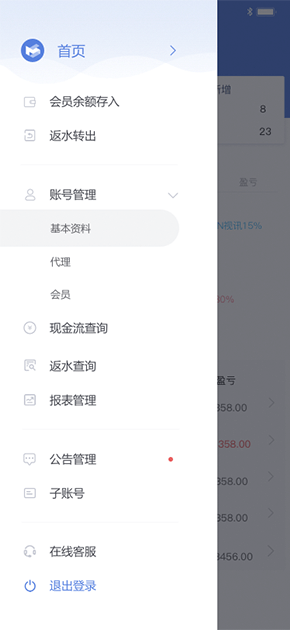 首页
会员余额存入
返水转出
账号管理
基本资料
代理
会员
现金流查询
返水查询
报表管理
公告管理
子账号
在线客服
退出登录
新增
8
23
盈亏
N视讯15%
0%
盈亏
358.00
358.00
358.00
358.00
3456.00